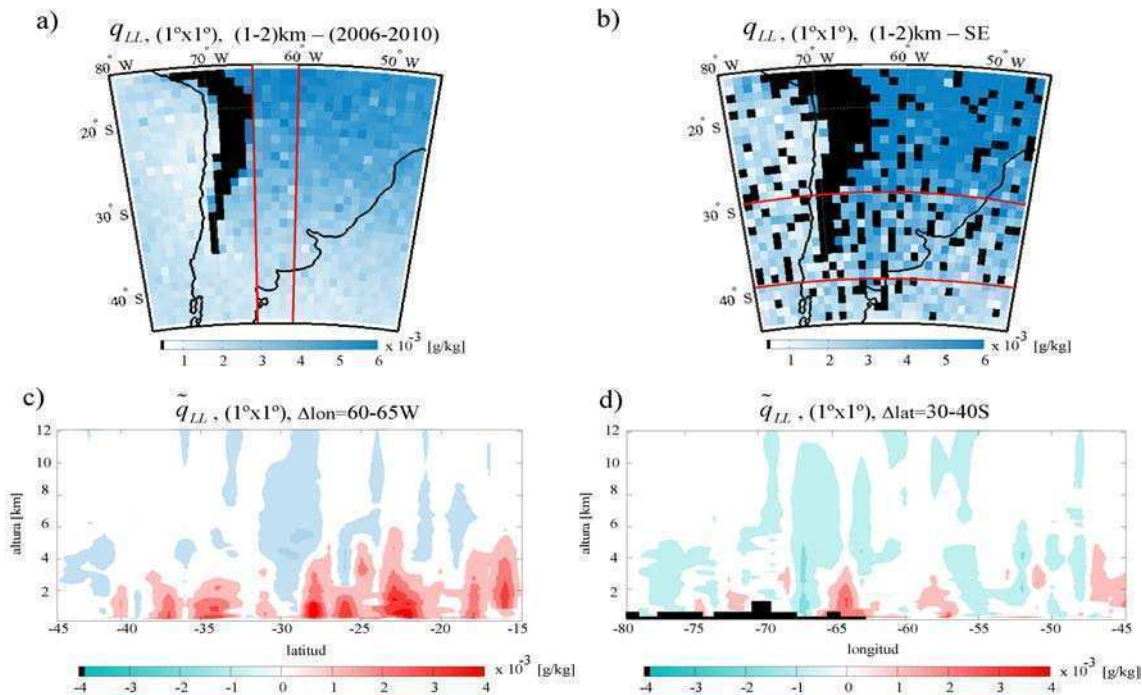 a)
q LL , (1°x1°), (1-2)km – (2006-2010)
80° W
70° W
60° W
50° W
20° S
30° S
40° S
1 2 3 4 5 6 x 10⁻³ [g/kg]
b)
q LL , (1°x1°), (1-2)km – SE
80° W
70° W
60° W
50° W
20° S
30° S
40° S
1 2 3 4 5 6 x 10⁻³ [g/kg]
c)
q̃ LL , (1°x1°), Δlon=60-65W
altura [km]
12
10
8
6
4
2
-45 -40 -35 -30 -25 -20 -15
latitud
-4 -3 -2 -1 0 1 2 3 4 x 10⁻³ [g/kg]
d)
q̃ LL , (1°x1°), Δlat=30-40S
altura [km]
12
10
8
6
4
2
-80 -75 -70 -65 -60 -55 -50 -45
longitud
-4 -3 -2 -1 0 1 2 3 4 x 10⁻³ [g/kg]